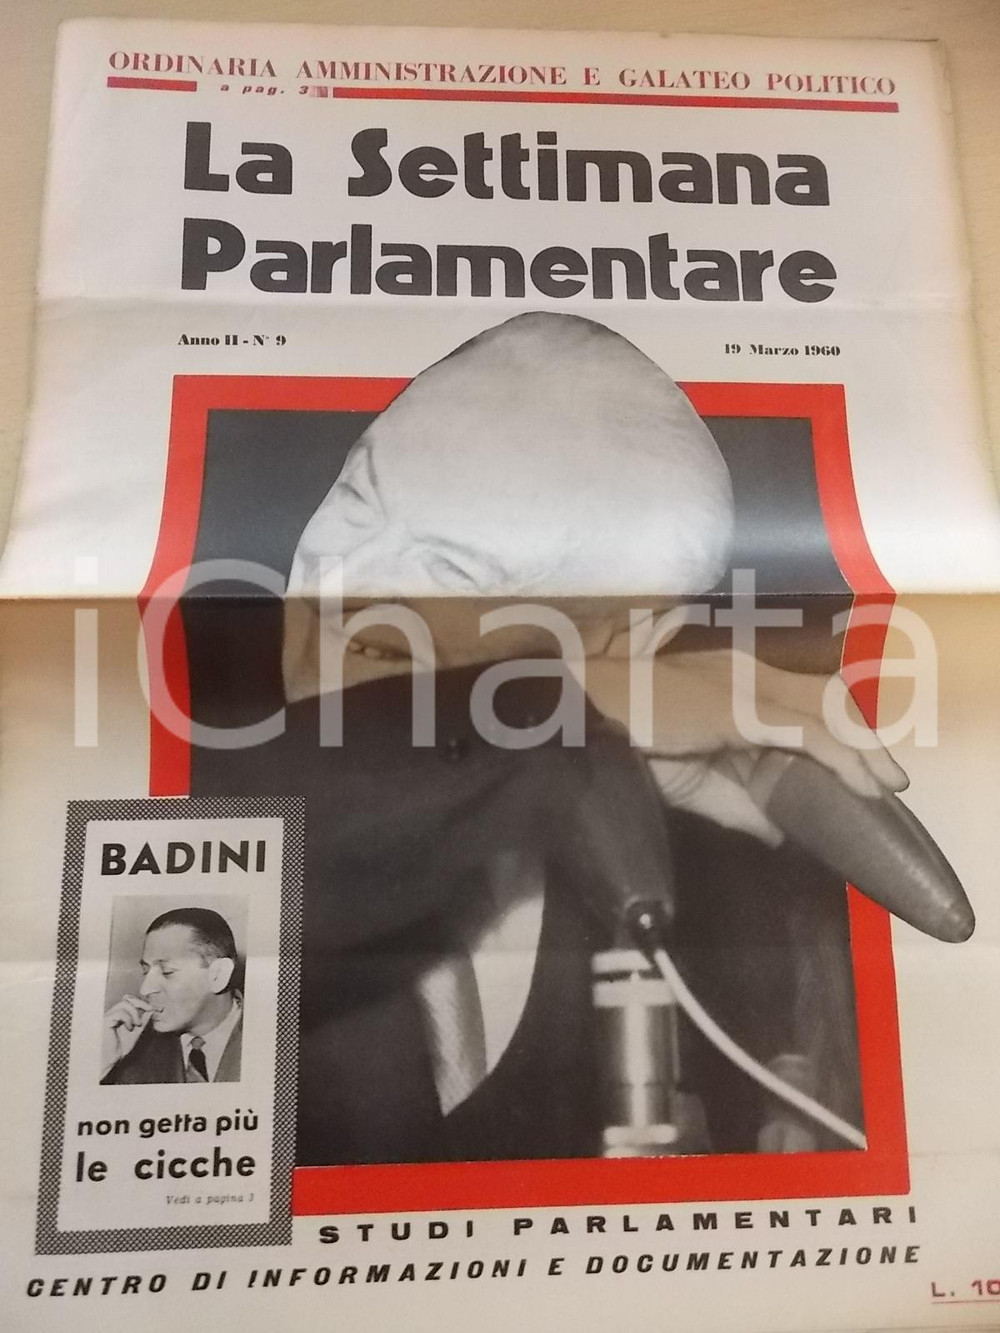 ORDINARIA AMMINISTRAZIONE E GALATEO POLITICO
a pag. 3
La Settimana
Parlamentare
Anno II - N° 9
19 Marzo 1960
iCharta
BADINI
non getta più
le cicche
Vedi a pagina 3
STUDI PARLAMENTARI
CENTRO DI INFORMAZIONI E DOCUMENTAZIONE
L. 10